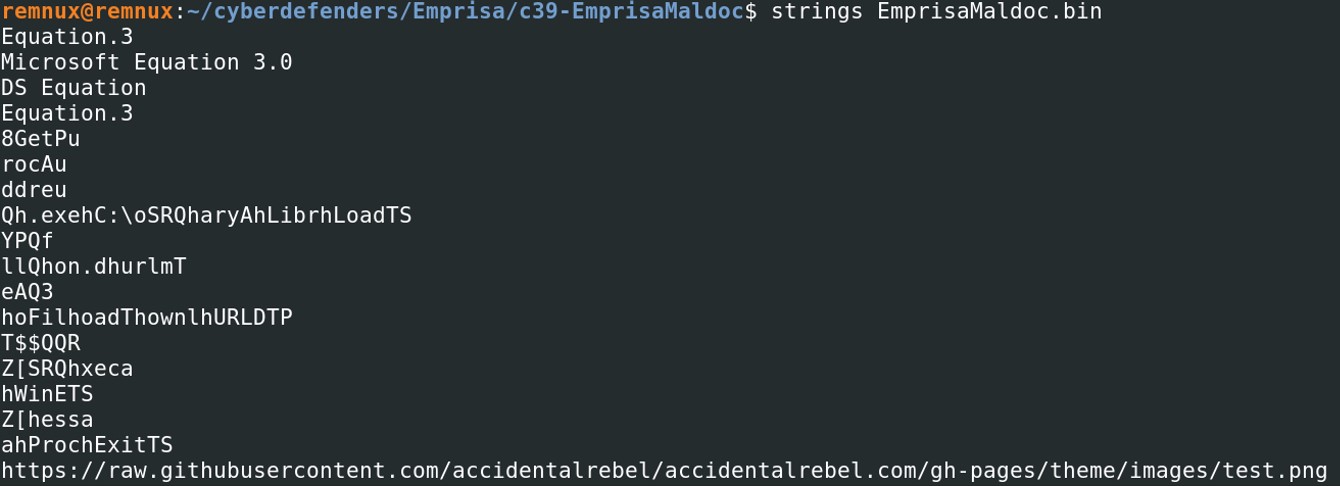 remnux@remnux:~/cyberdefenders/Emprisa/c39-EmprisaMaldoc$ strings EmprisaMaldoc.bin
Equation.3
Microsoft Equation 3.0
DS Equation
Equation.3
8GetPu
rocAu
ddreu
Qh.exehC:\oSRQharyAhLibrhLoadTS
YPQf
llQhon.dhurlmT
eAQ3
hoFilhoadThownlhURLDTP
T$$QQR
Z[SRQhxeca
hWinETS
Z[hessa
ahProchExitTS
https://raw.githubusercontent.com/accidentalrebel/accidentalrebel.com/gh-pages/theme/images/test.png